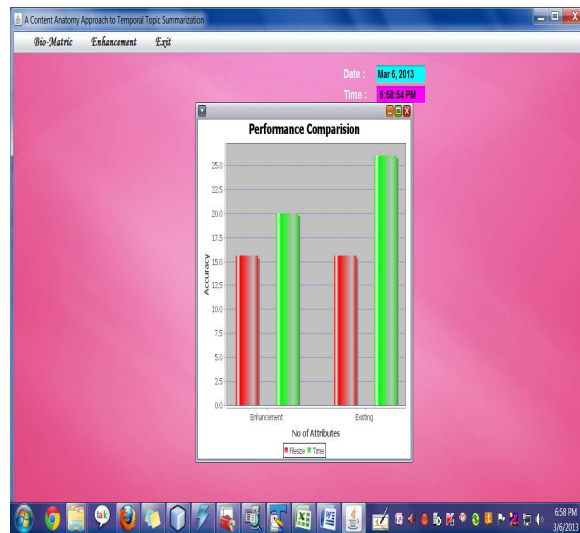 A Content Anatomy Approach to Temporal Topic Summarization
Bio-Matric Enhancement Exit
Date : Mar 6, 2013
Time : 6:58:54 PM
Performance Comparision
25.0
22.5
20.0
17.5
15.0
12.5
10.0
7.5
5.0
2.5
0.0
Accuracy
Enhancement Existing
No of Attributes
Filesize Time
talk
6:58 PM
3/6/2013